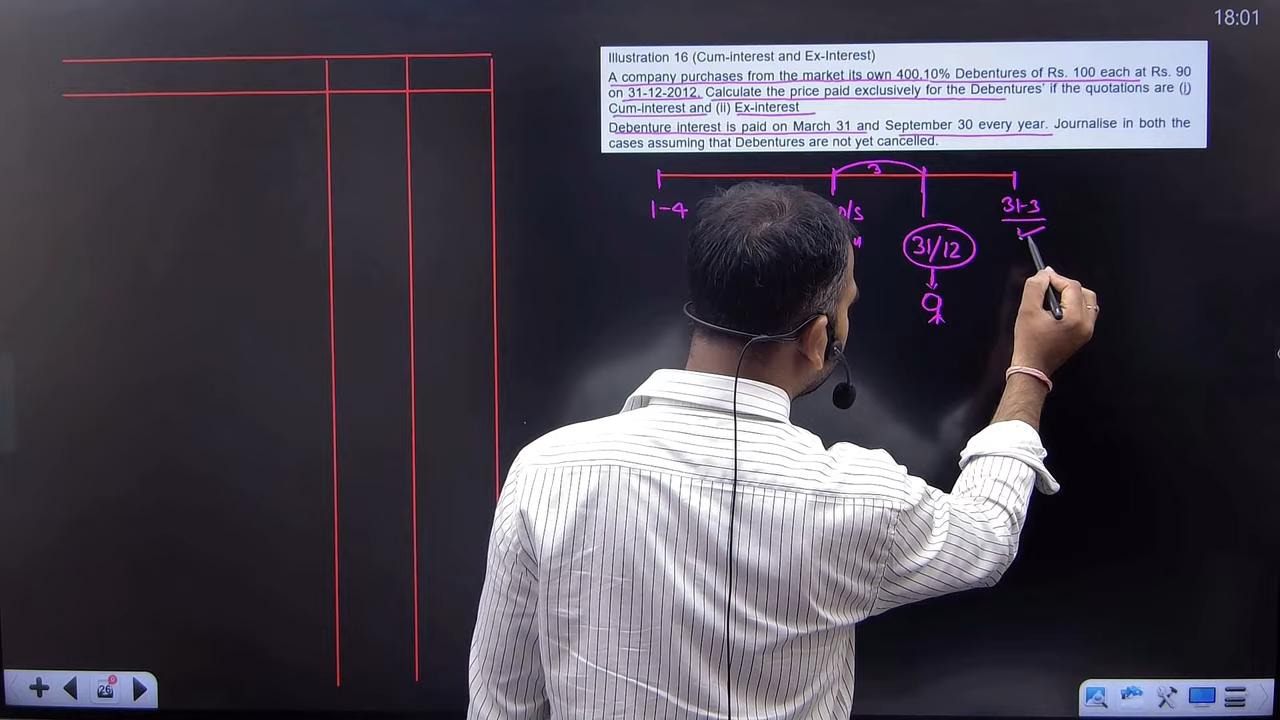 18:01
Illustration 16 (Cum-interest and Ex-Interest)
A company purchases from the market its own 400,10% Debentures of Rs. 100 each at Rs. 90
on 31-12-2012. Calculate the price paid exclusively for the Debentures' if the quotations are (i)
Cum-interest and (ii) Ex-interest
Debenture interest is paid on March 31 and September 30 every year. Journalise in both the
cases assuming that Debentures are not yet cancelled.
3
1-4
31-3
31/12
26